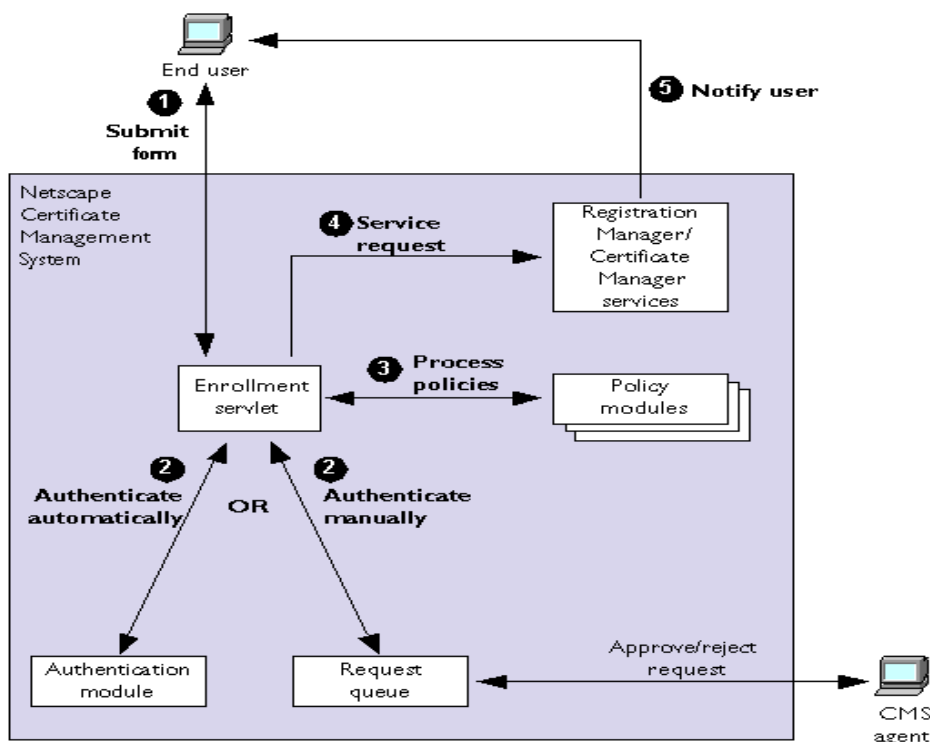 End user
1
Submit
form
5 Notify user
Netscape
Certificate
Management
System
4 Service
request
Registration
Manager/
Certificate
Manager
services
Enrollment
servlet
3 Process
policies
Policy
modules
2
Authenticate
automatically
OR
2
Authenticate
manually
Authentication
module
Request
queue
Approve/reject
request
CMS
agent